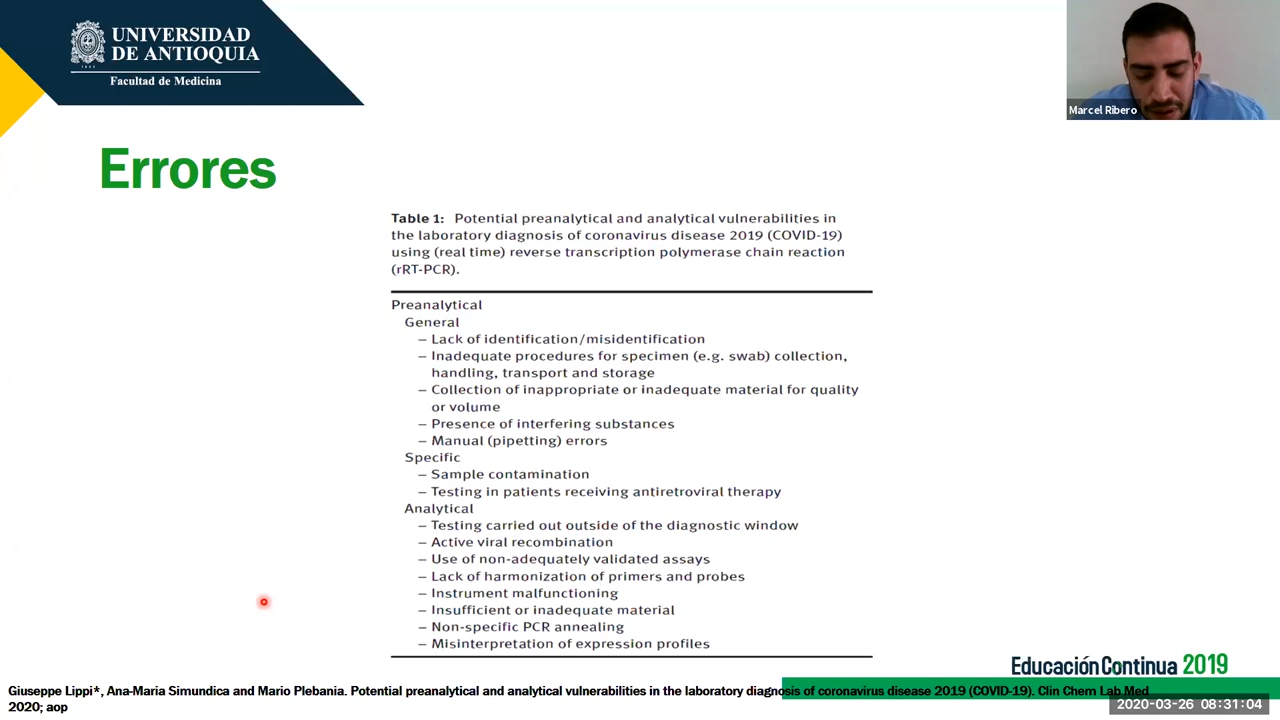 UNIVERSIDAD
DE ANTIOQUIA
1803
Facultad de Medicina
Marcel Ribero
Errores
Table 1: Potential preanalytical and analytical vulnerabilities in
the laboratory diagnosis of coronavirus disease 2019 (COVID-19)
using (real time) reverse transcription polymerase chain reaction
(rRT-PCR).
Preanalytical
General
– Lack of identification/misidentification
– Inadequate procedures for specimen (e.g. swab) collection,
handling, transport and storage
– Collection of inappropriate or inadequate material for quality
or volume
– Presence of interfering substances
– Manual (pipetting) errors
Specific
– Sample contamination
– Testing in patients receiving antiretroviral therapy
Analytical
– Testing carried out outside of the diagnostic window
– Active viral recombination
– Use of non-adequately validated assays
– Lack of harmonization of primers and probes
– Instrument malfunctioning
– Insufficient or inadequate material
– Non-specific PCR annealing
– Misinterpretation of expression profiles
Educación Continua 2019
Giuseppe Lippi*, Ana-Maria Simundica and Mario Plebania. Potential preanalytical and analytical vulnerabilities in the laboratory diagnosis of coronavirus disease 2019 (COVID-19). Clin Chem Lab Med
2020; aop
2020-03-26 08:31:04